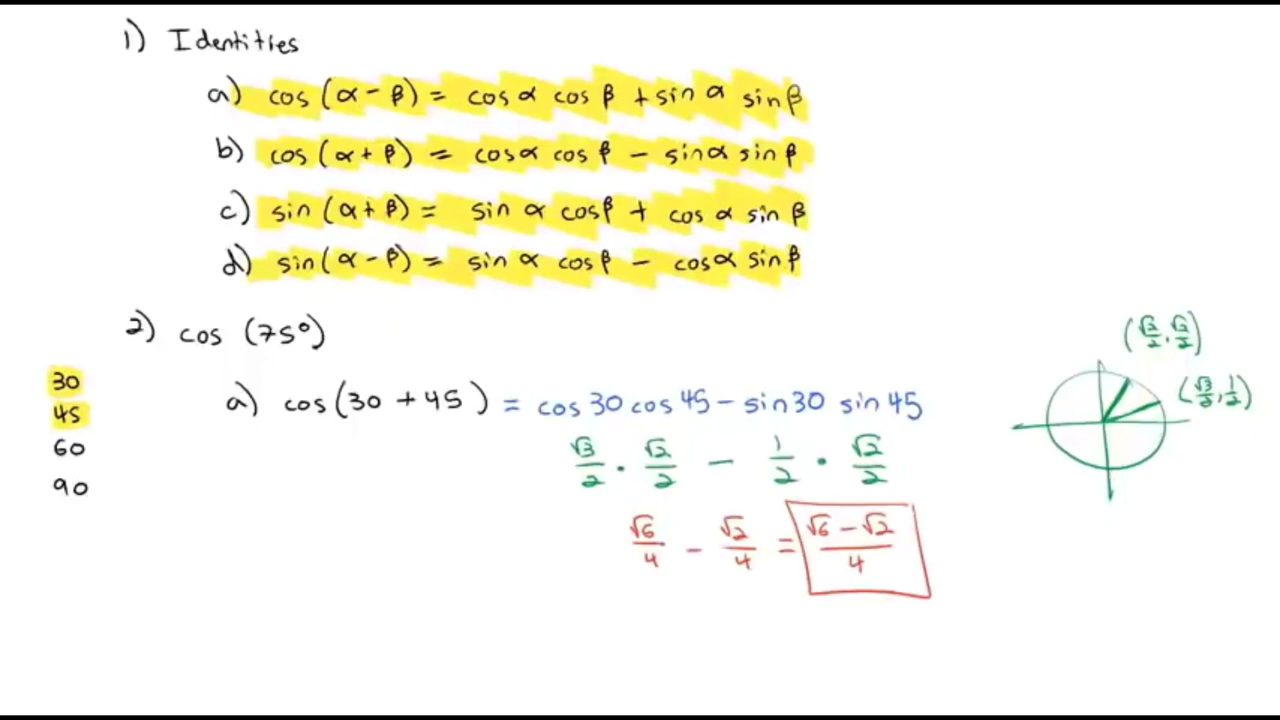 1) Identities
a) cos (α - β) = cos α cos β + sin α sin β
b) cos (α + β) = cos α cos β - sin α sin β
c) sin (α + β) = sin α cos β + cos α sin β
d) sin (α - β) = sin α cos β - cos α sin β
2) cos (75°)
30
45
60
90
a) cos (30 + 45) = cos 30 cos 45 - sin 30 sin 45
√3/2 · √2/2 - 1/2 · √2/2
√6/4 - √2/4 = √6 - √2/4
(√2/2, √2/2)
(√3/2, 1/2)